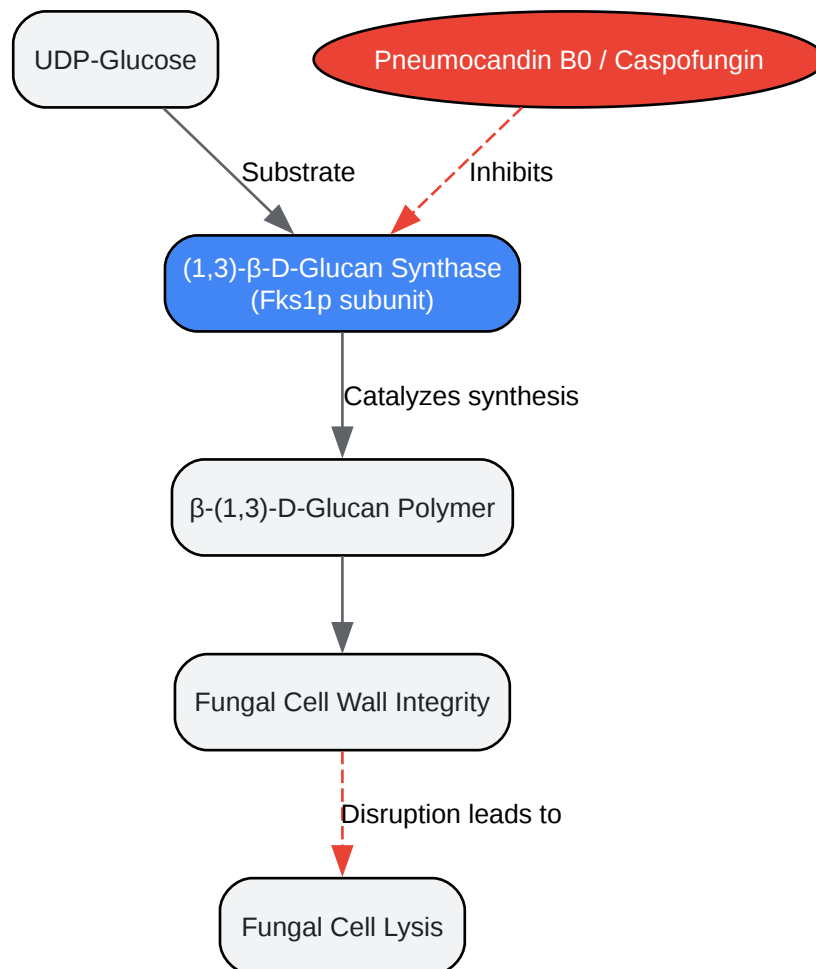 UDP-Glucose
Pneumocandin B0 / Caspofungin
Substrate
Inhibits
(1,3)-β-D-Glucan Synthase
(Fks1p subunit)
Catalyzes synthesis
β-(1,3)-D-Glucan Polymer
Fungal Cell Wall Integrity
Disruption leads to
Fungal Cell Lysis